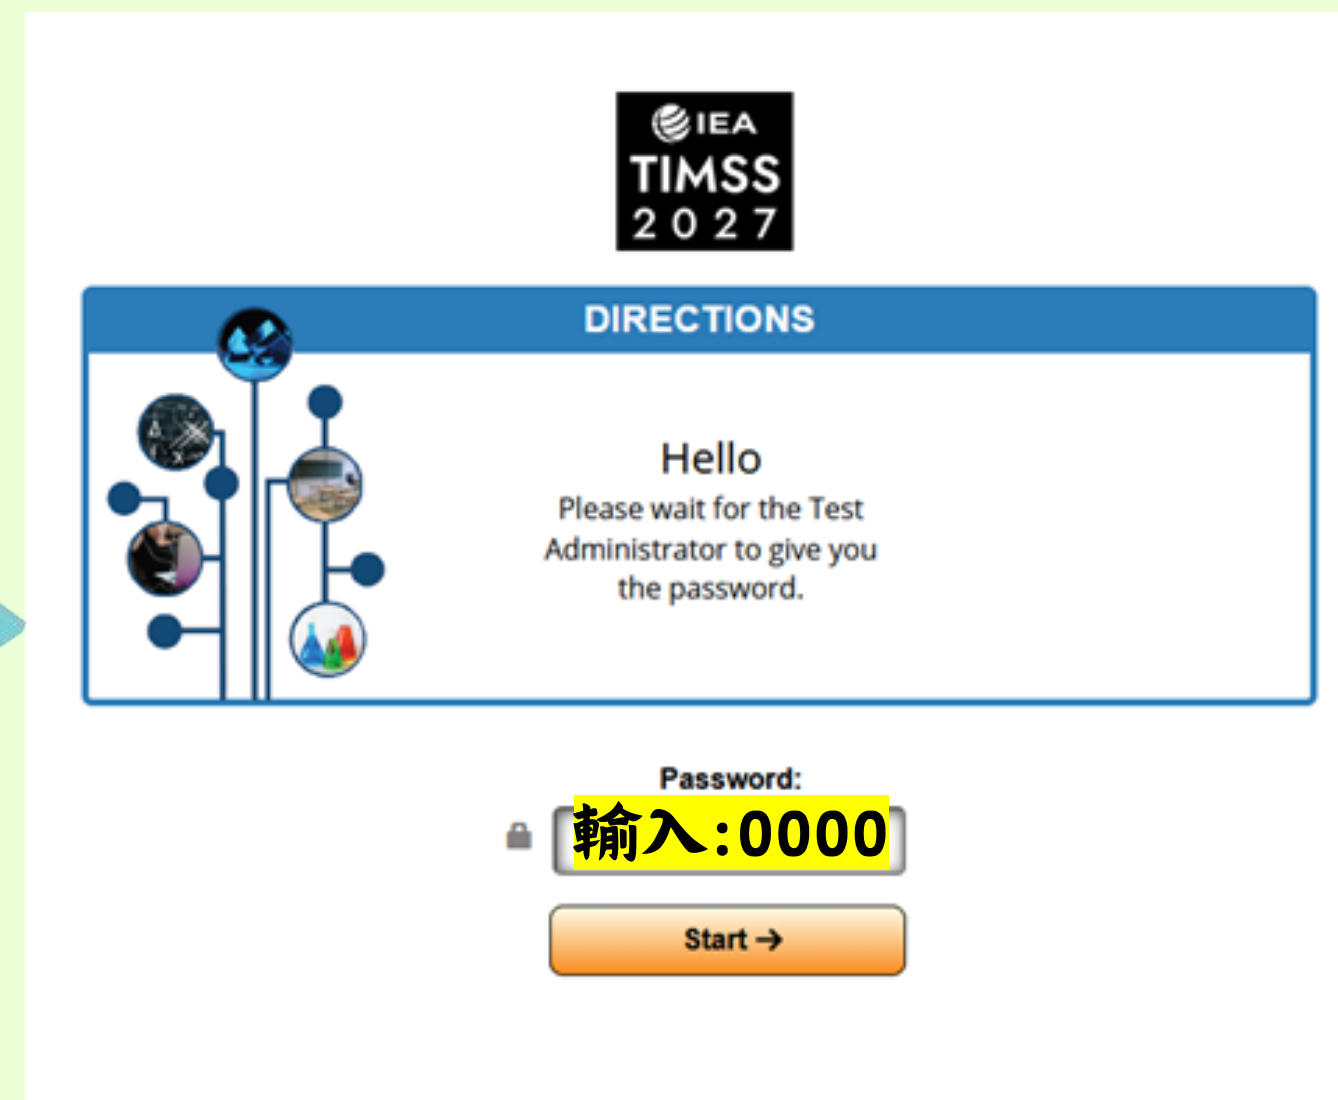 IEA
TIMSS
2027
DIRECTIONS
Hello
Please wait for the Test
Administrator to give you
the password.
Password:
輸入:0000
Start →